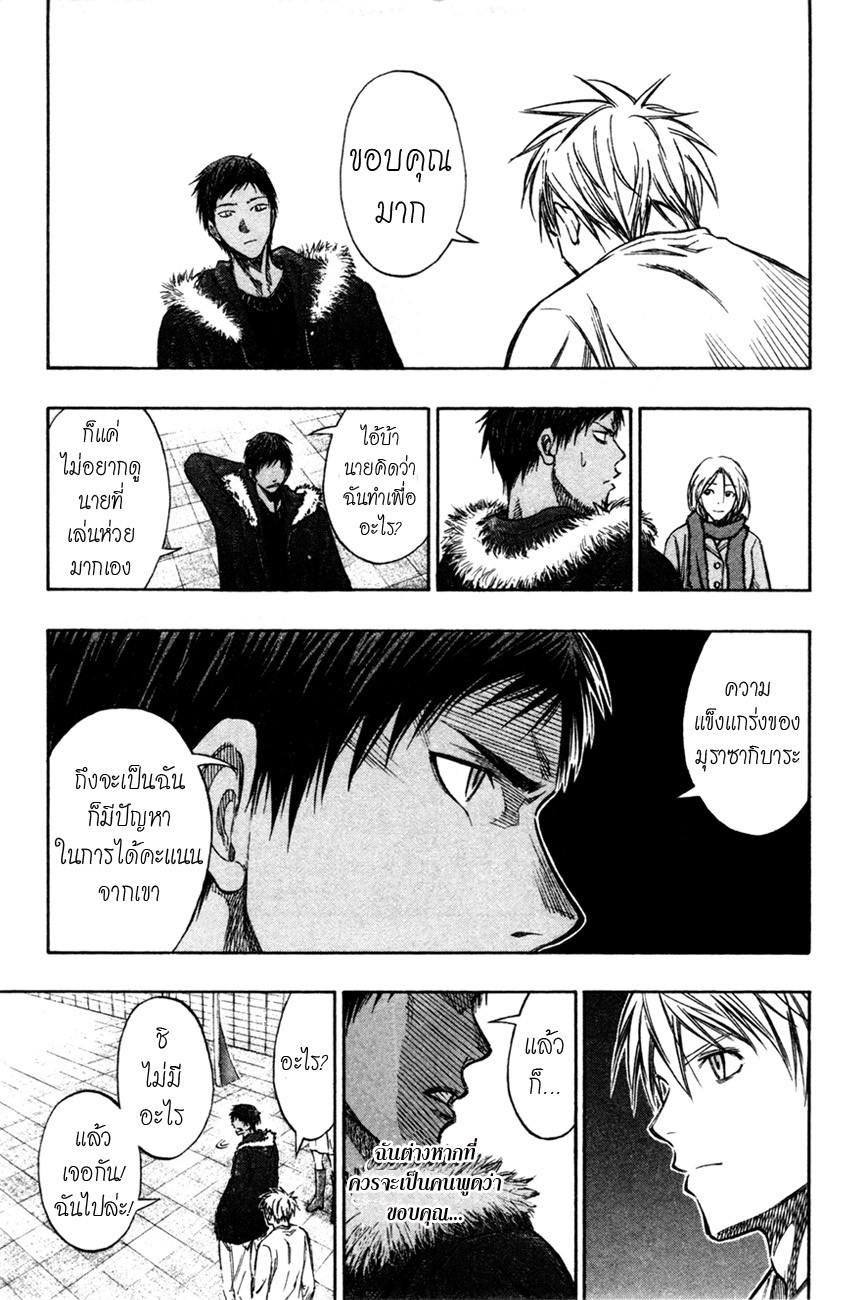 ขอบคุณ
มาก
ไอ้บ้า
นายคิดว่า
ฉันทำเพื่อ
อะไร?
ก็แค่
ไม่อยากดู
นายที่
เล่นห่วย
มากเอง
ความ
แข็งแกร่งของ
มุราซากิบาระ
ถึงจะเป็นฉัน
ก็มีปัญหา
ในการได้คะแนน
จากเขา
แล้ว
ก็...
ฉันต่างหากที่
ควรจะเป็นคนพูดว่า
ขอบคุณ...
อะไร?
ชิ
ไม่มี
อะไร
แล้ว
เจอกัน!
ฉันไปล่ะ!